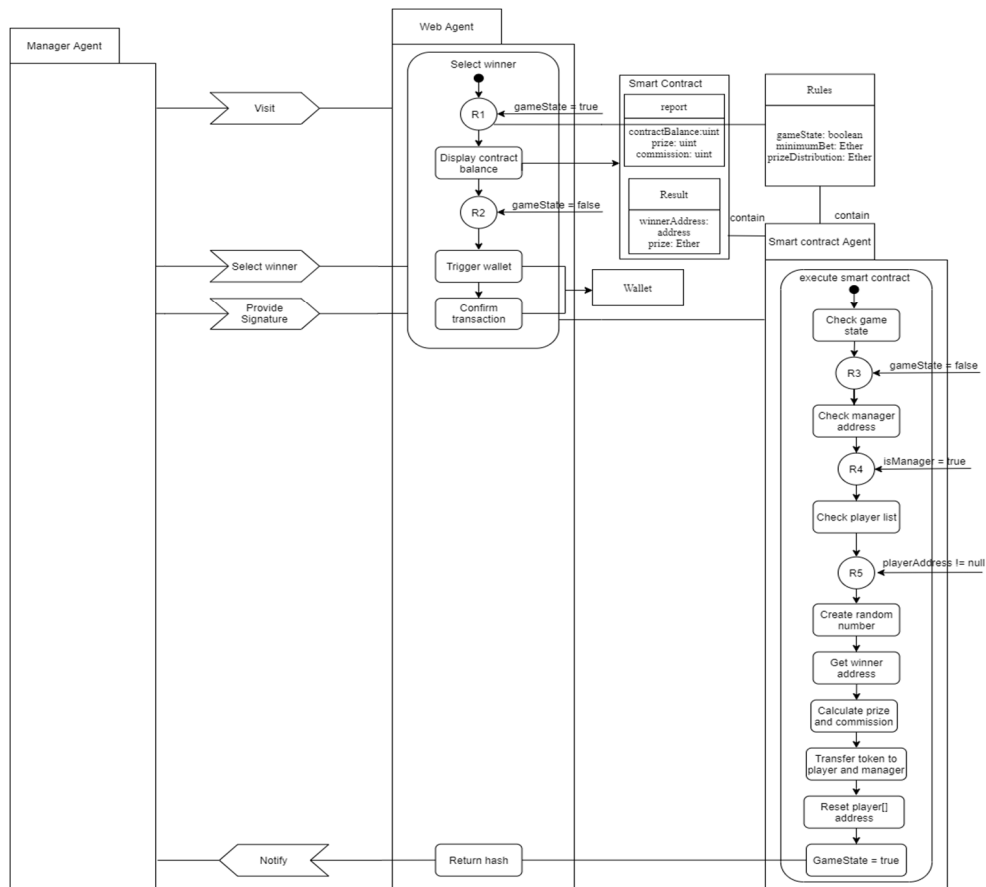 Manager Agent
Visit
Select winner
Provide
Signature
Notify
Web Agent
Select winner
R1
gameState = true
Display contract
balance
R2
gameState = false
Trigger wallet
Confirm
transaction
Return hash
Smart Contract
report
contractBalance:uint
prize: uint
commission: uint
Result
winnerAddress:
address
prize: Ether
Wallet
Rules
gameState: boolean
minimumBet: Ether
prizeDistribution: Ether
contain
contain
Smart contract Agent
execute smart contract
Check game
state
R3
gameState = false
Check manager
address
R4
isManager = true
Check player list
R5
playerAddress != null
Create random
number
Get winner
address
Calculate prize
and commission
Transfer token to
player and manager
Reset player[]
address
GameState = true